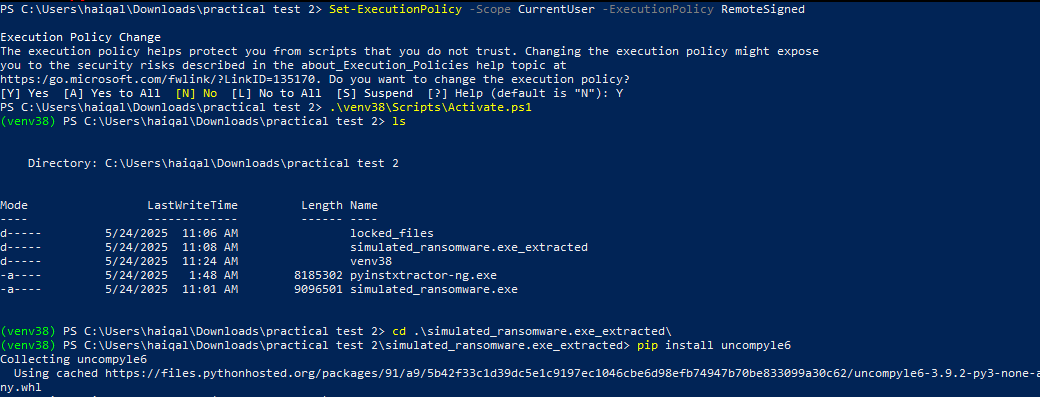 PS C:\Users\haiqal\Downloads\practical test 2> Set-ExecutionPolicy -Scope CurrentUser -ExecutionPolicy RemoteSigned
Execution Policy Change
The execution policy helps protect you from scripts that you do not trust. Changing the execution policy might expose
you to the security risks described in the about_Execution_Policies help topic at
https:/go.microsoft.com/fwlink/?LinkID=135170. Do you want to change the execution policy?
[Y] Yes  [A] Yes to All  [N] No  [L] No to All  [S] Suspend  [?] Help (default is "N"): Y
PS C:\Users\haiqal\Downloads\practical test 2> .\venv38\Scripts\Activate.ps1
(venv38) PS C:\Users\haiqal\Downloads\practical test 2> ls
    Directory: C:\Users\haiqal\Downloads\practical test 2
Mode                 LastWriteTime         Length Name
----                 -------------         ------ ----
d-----         5/24/2025  11:06 AM                locked_files
d-----         5/24/2025  11:08 AM                simulated_ransomware.exe_extracted
d-----         5/24/2025  11:24 AM                venv38
-a----         5/24/2025   1:48 AM        8185302 pyinstxtractor-ng.exe
-a----         5/24/2025  11:01 AM        9096501 simulated_ransomware.exe
(venv38) PS C:\Users\haiqal\Downloads\practical test 2> cd .\simulated_ransomware.exe_extracted\
(venv38) PS C:\Users\haiqal\Downloads\practical test 2\simulated_ransomware.exe_extracted> pip install uncompyle6
Collecting uncompyle6
  Using cached https://files.pythonhosted.org/packages/91/a9/5b42f33c1d39dc5e1c9197ec1046cbe6d98efb74947b70be833099a30c62/uncompyle6-3.9.2-py3-none-a
ny.whl